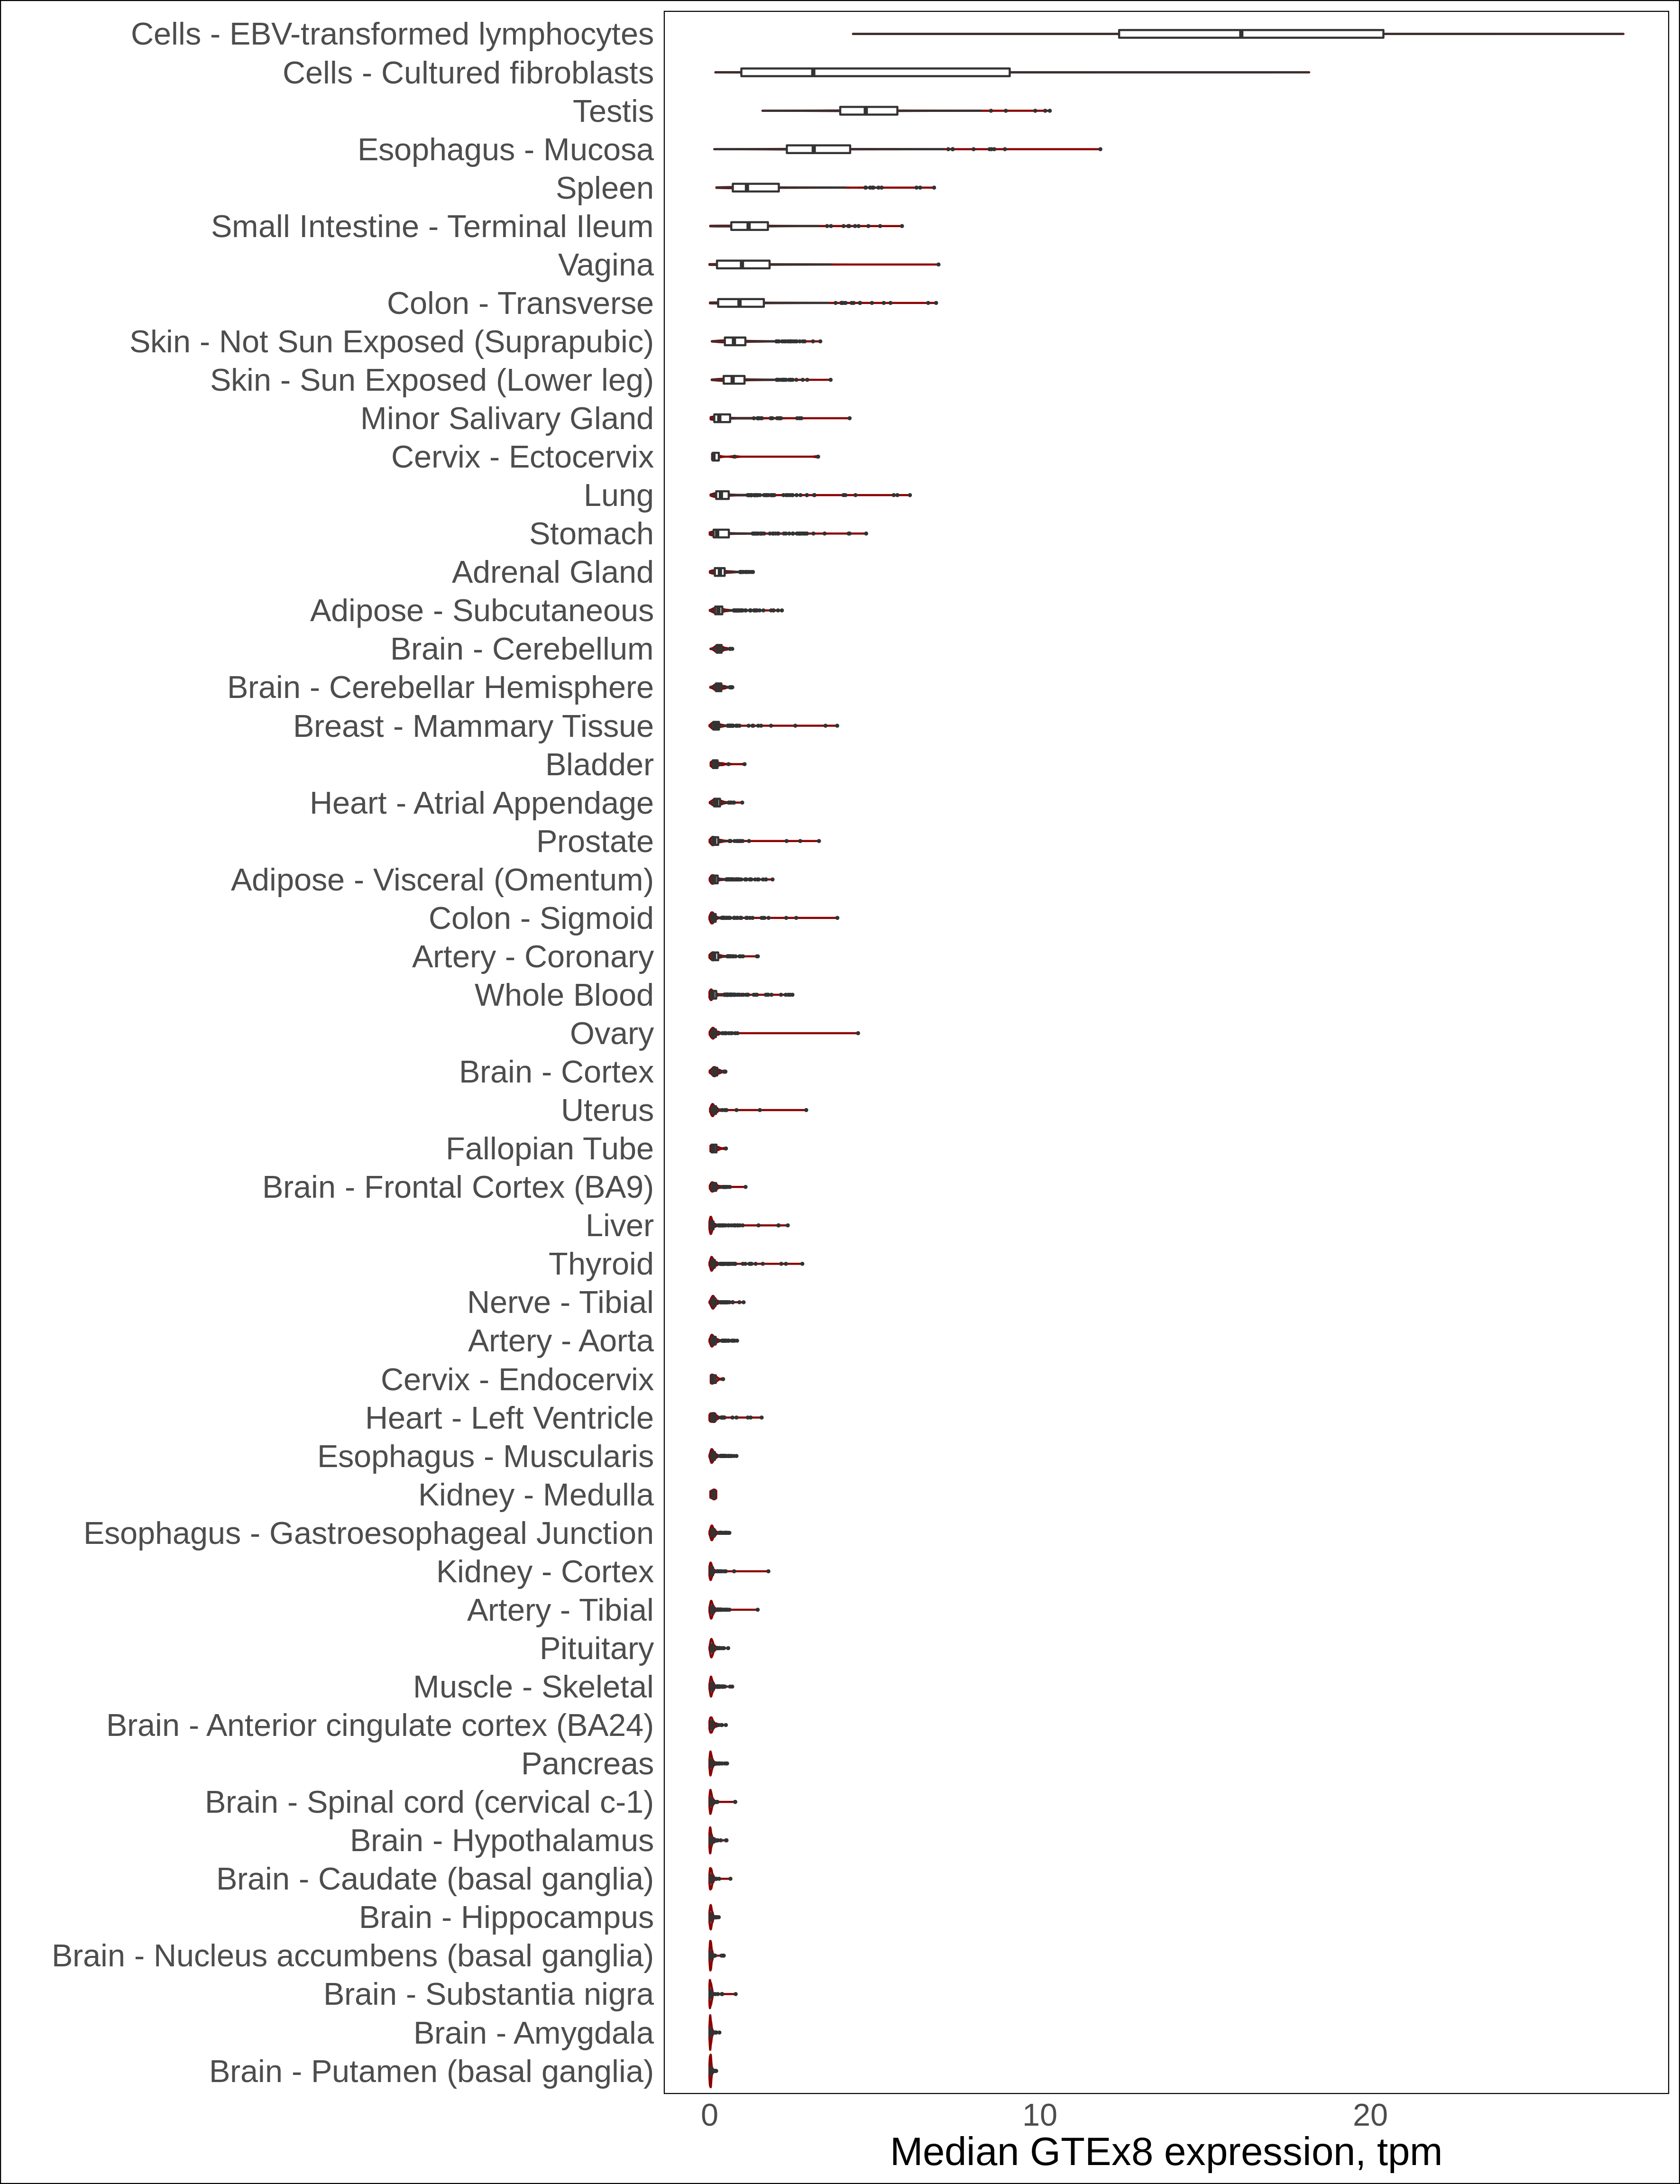 Cells - EBV-transformed lymphocytes
Cells - Cultured fibroblasts
Testis
Esophagus - Mucosa
Spleen
Small Intestine - Terminal Ileum
Vagina
Colon - Transverse
Skin - Not Sun Exposed (Suprapubic)
Skin - Sun Exposed (Lower leg)
Minor Salivary Gland
Cervix - Ectocervix
Lung
Stomach
Adrenal Gland
Adipose - Subcutaneous
Brain - Cerebellum
Brain - Cerebellar Hemisphere
Breast - Mammary Tissue
Bladder
Heart - Atrial Appendage
Prostate
Adipose - Visceral (Omentum)
Colon - Sigmoid
Artery - Coronary
Whole Blood
Ovary
Brain - Cortex
Uterus
Fallopian Tube
Brain - Frontal Cortex (BA9)
Liver
Thyroid
Nerve - Tibial
Artery - Aorta
Cervix - Endocervix
Heart - Left Ventricle
Esophagus - Muscularis
Kidney - Medulla
Esophagus - Gastroesophageal Junction
Kidney - Cortex
Artery - Tibial
Pituitary
Muscle - Skeletal
Brain - Anterior cingulate cortex (BA24)
Pancreas
Brain - Spinal cord (cervical c-1)
Brain - Hypothalamus
Brain - Caudate (basal ganglia)
Brain - Hippocampus
Brain - Nucleus accumbens (basal ganglia)
Brain - Substantia nigra
Brain - Amygdala
Brain - Putamen (basal ganglia)
0 10 20
Median GTEx8 expression, tpm